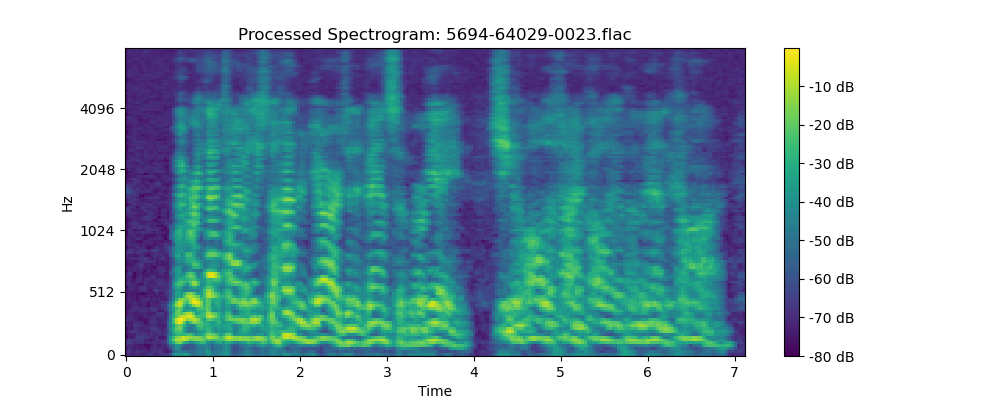 Processed Spectrogram: 5694-64029-0023.flac
Hz
4096
2048
1024
512
0
0 1 2 3 4 5 6 7
Time
-10 dB
-20 dB
-30 dB
-40 dB
-50 dB
-60 dB
-70 dB
-80 dB